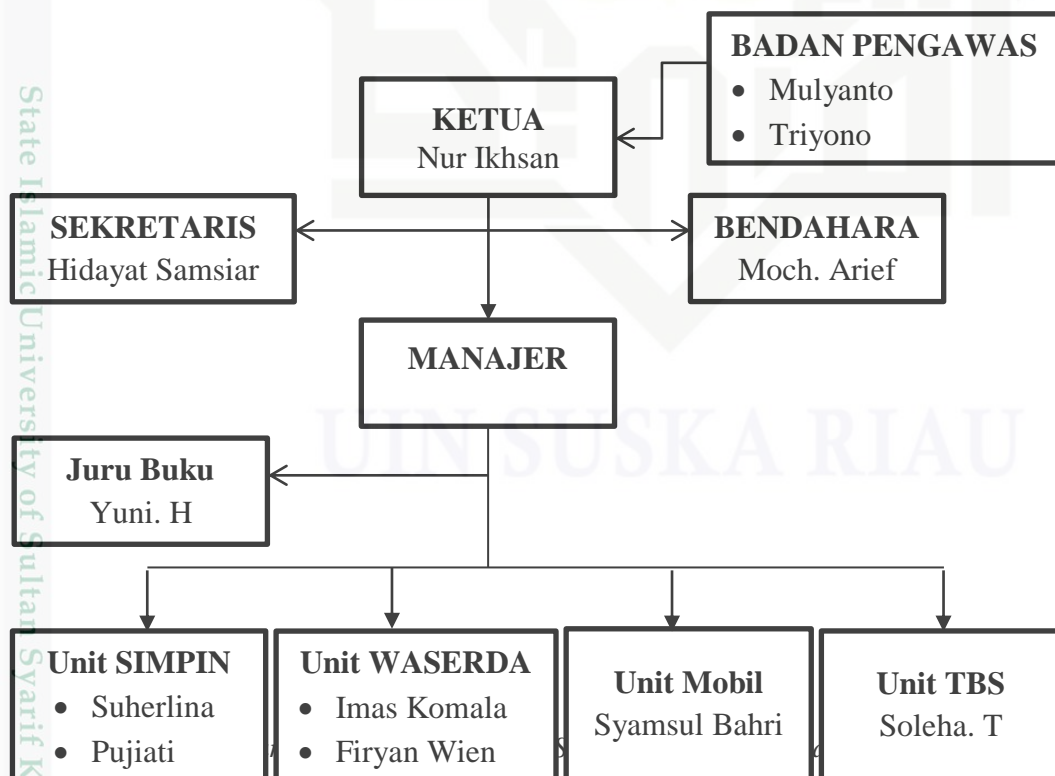 BADAN PENGAWAS
• Mulyanto
• Triyono
KETUA
Nur Ikhsan
SEKRETARIS
Hidayat Samsiar
BENDAHARA
Moch. Arief
MANAJER
Juru Buku
Yuni. H
Unit SIMPIN
• Suherlina
• Pujiati
Unit WASERDA
• Imas Komala
• Firyan Wien
Unit Mobil
Syamsul Bahri
Unit TBS
Soleha. T
UIN SUSKA RIAU
State Islamic University of Sultan Syarif